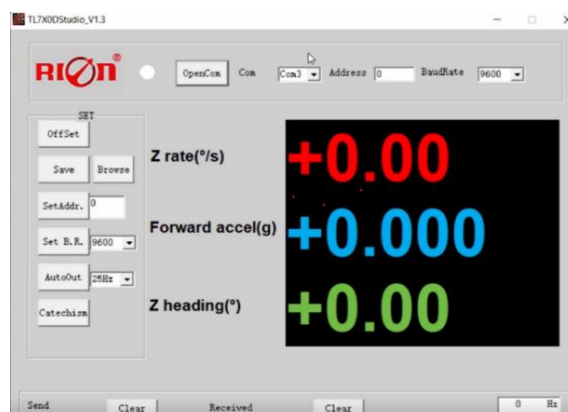 TL7X0DStudio_V1.3
RION®
OpenCom Com Com3 Address 0 BaudRate 9600
SET
OffSet
Save Browse
SetAddr. 0
Set B.R. 9600
AutoOut 25Hz
Catechism
Z rate(°/s) +0.00
Forward accel(g) +0.000
Z heading(°) +0.00
Send Clear Received Clear 0 Hz